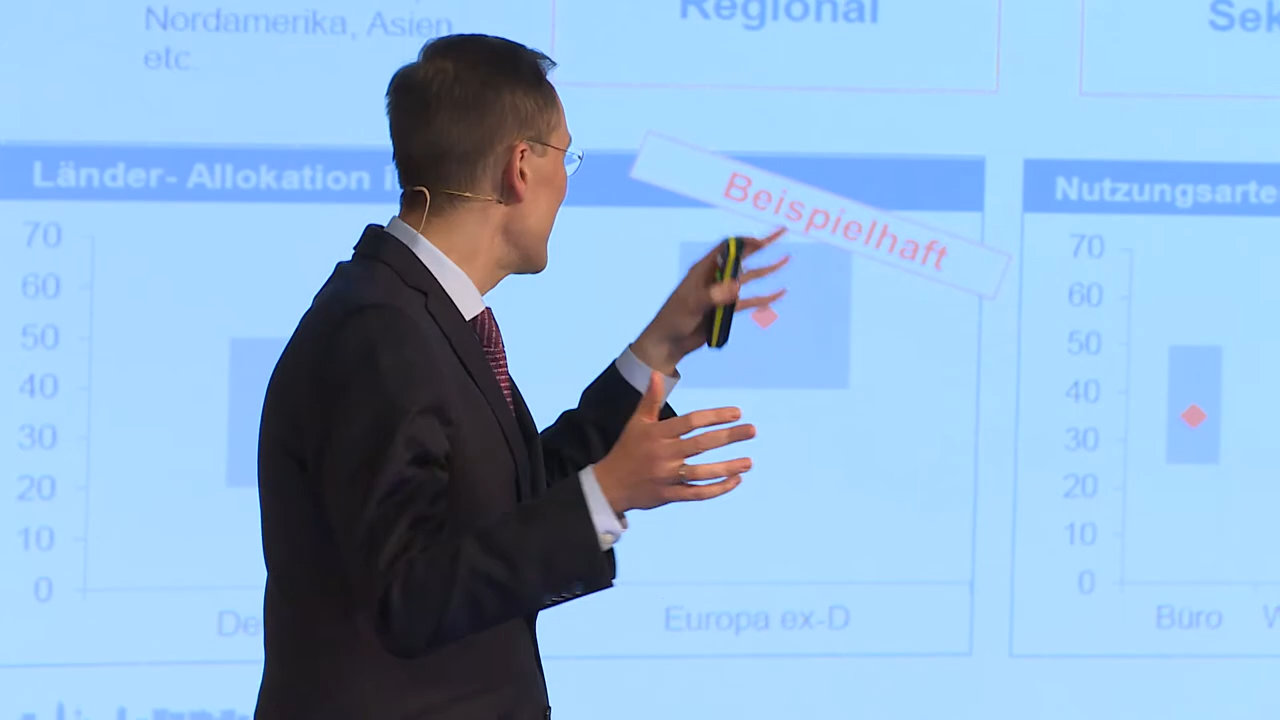 Nordamerika, Asien
etc.
Regional
Länder- Allokation
Beispielhaft
70
60
50
40
30
20
10
0
Europa ex-D
Nutzungsarte
70
60
50
40
30
20
10
0
Büro